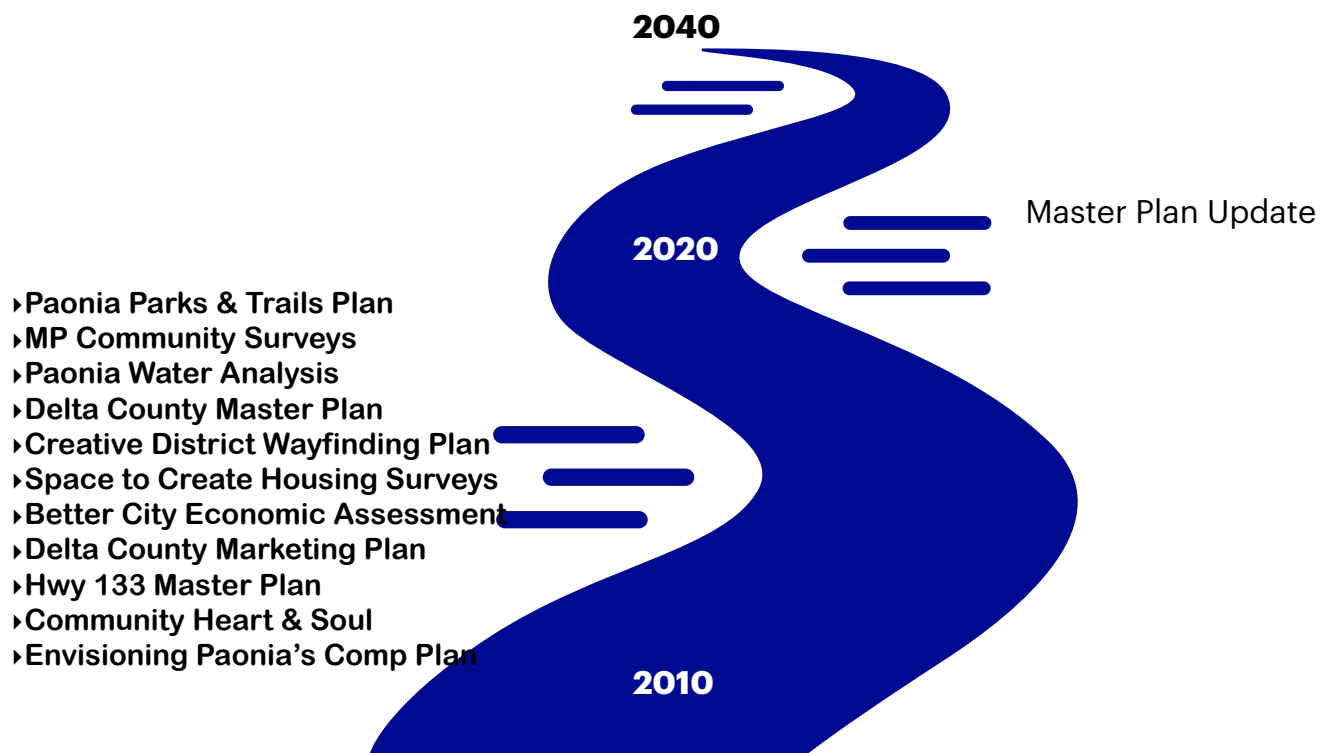 2040
Master Plan Update
2020
▸Paonia Parks & Trails Plan
▸MP Community Surveys
▸Paonia Water Analysis
▸Delta County Master Plan
▸Creative District Wayfinding Plan
▸Space to Create Housing Surveys
▸Better City Economic Assessment
▸Delta County Marketing Plan
▸Hwy 133 Master Plan
▸Community Heart & Soul
▸Envisioning Paonia’s Comp Plan
2010